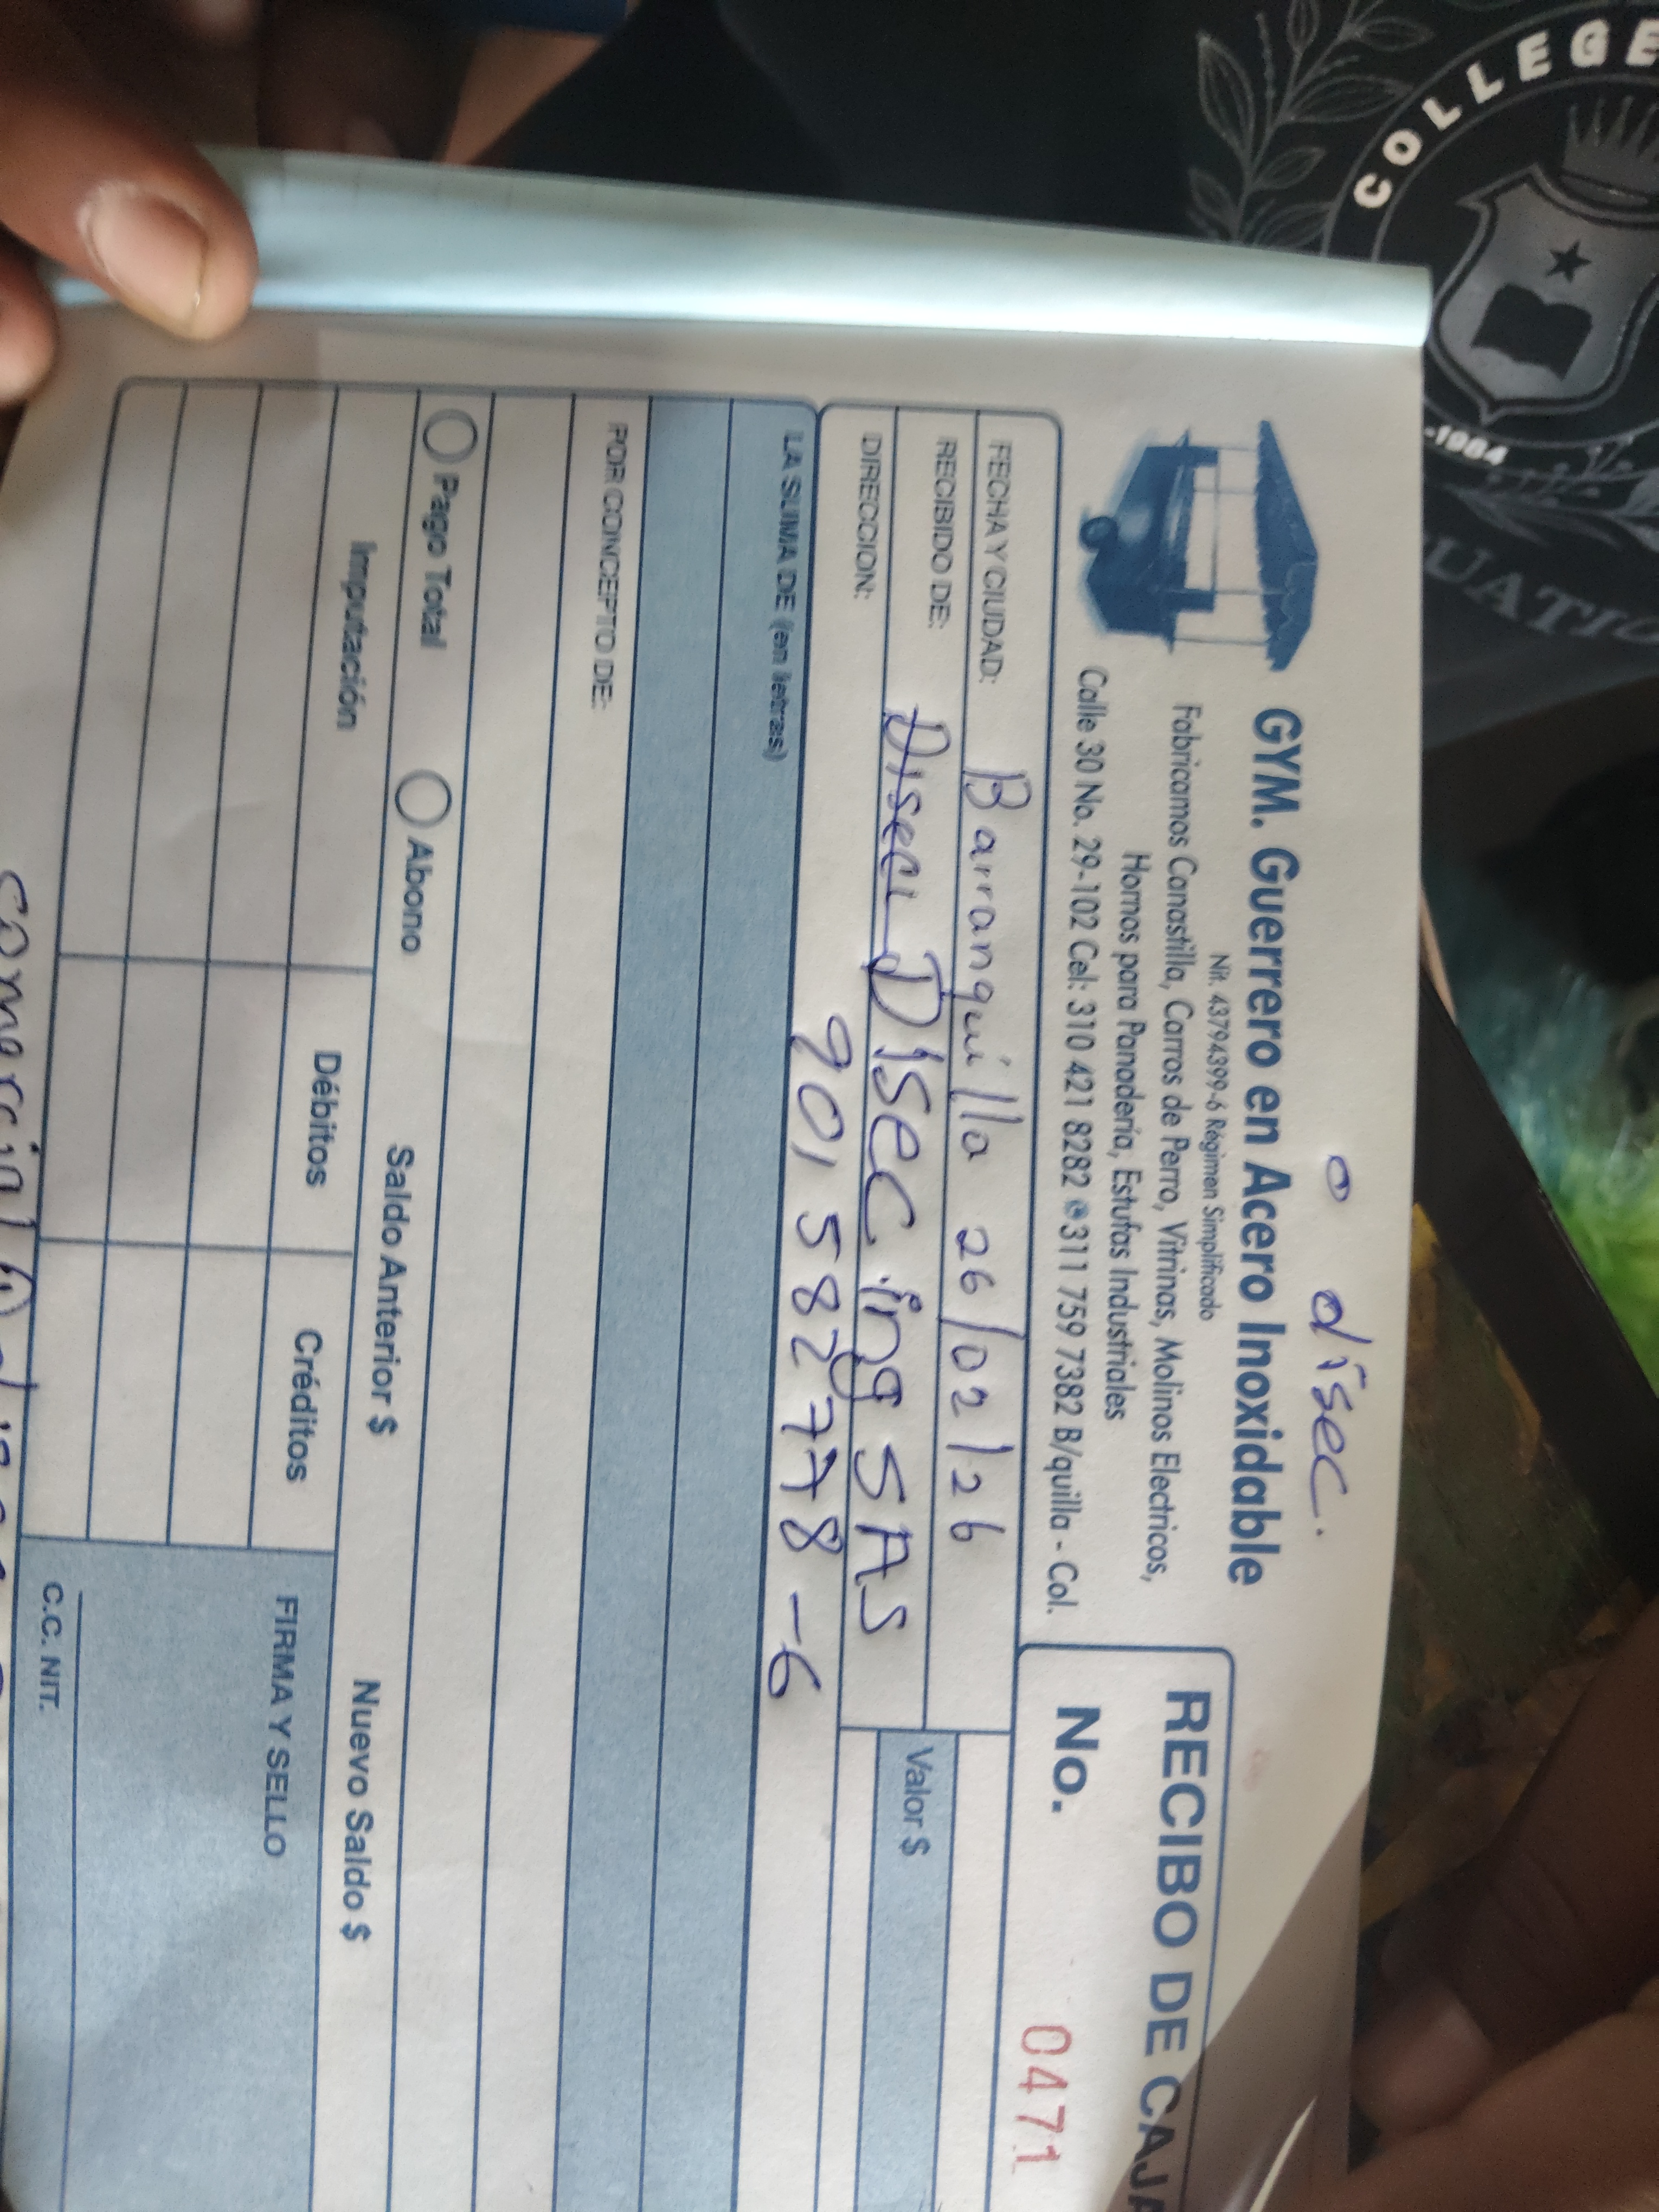 o disec.
GYM. Guerrero en Acero Inoxidable
Nit. 43794399-6 Régimen Simplificado
Fabricamos Canastilla, Carros de Perro, Vitrinas, Molinos Electricos,
Hornos para Panadería, Estufas Industriales
Calle 30 No. 29-102 Cel: 310 421 8282 311 759 7382 B/quilla - Col.
RECIBO DE CAJA
No. 0471
FECHA Y CIUDAD: Barranquilla 26/02/26
RECIBIDO DE: Disec Disec ing SAS
DIRECCION: 901582778-6
Valor $
LA SUMA DE (en letras)
POR CONCEPTO DE:
Pago Total Abono Saldo Anterior $ Nuevo Saldo $
Imputación Débitos Créditos FIRMA Y SELLO
C.C. NIT.
comercial
COLLEGE
-1984